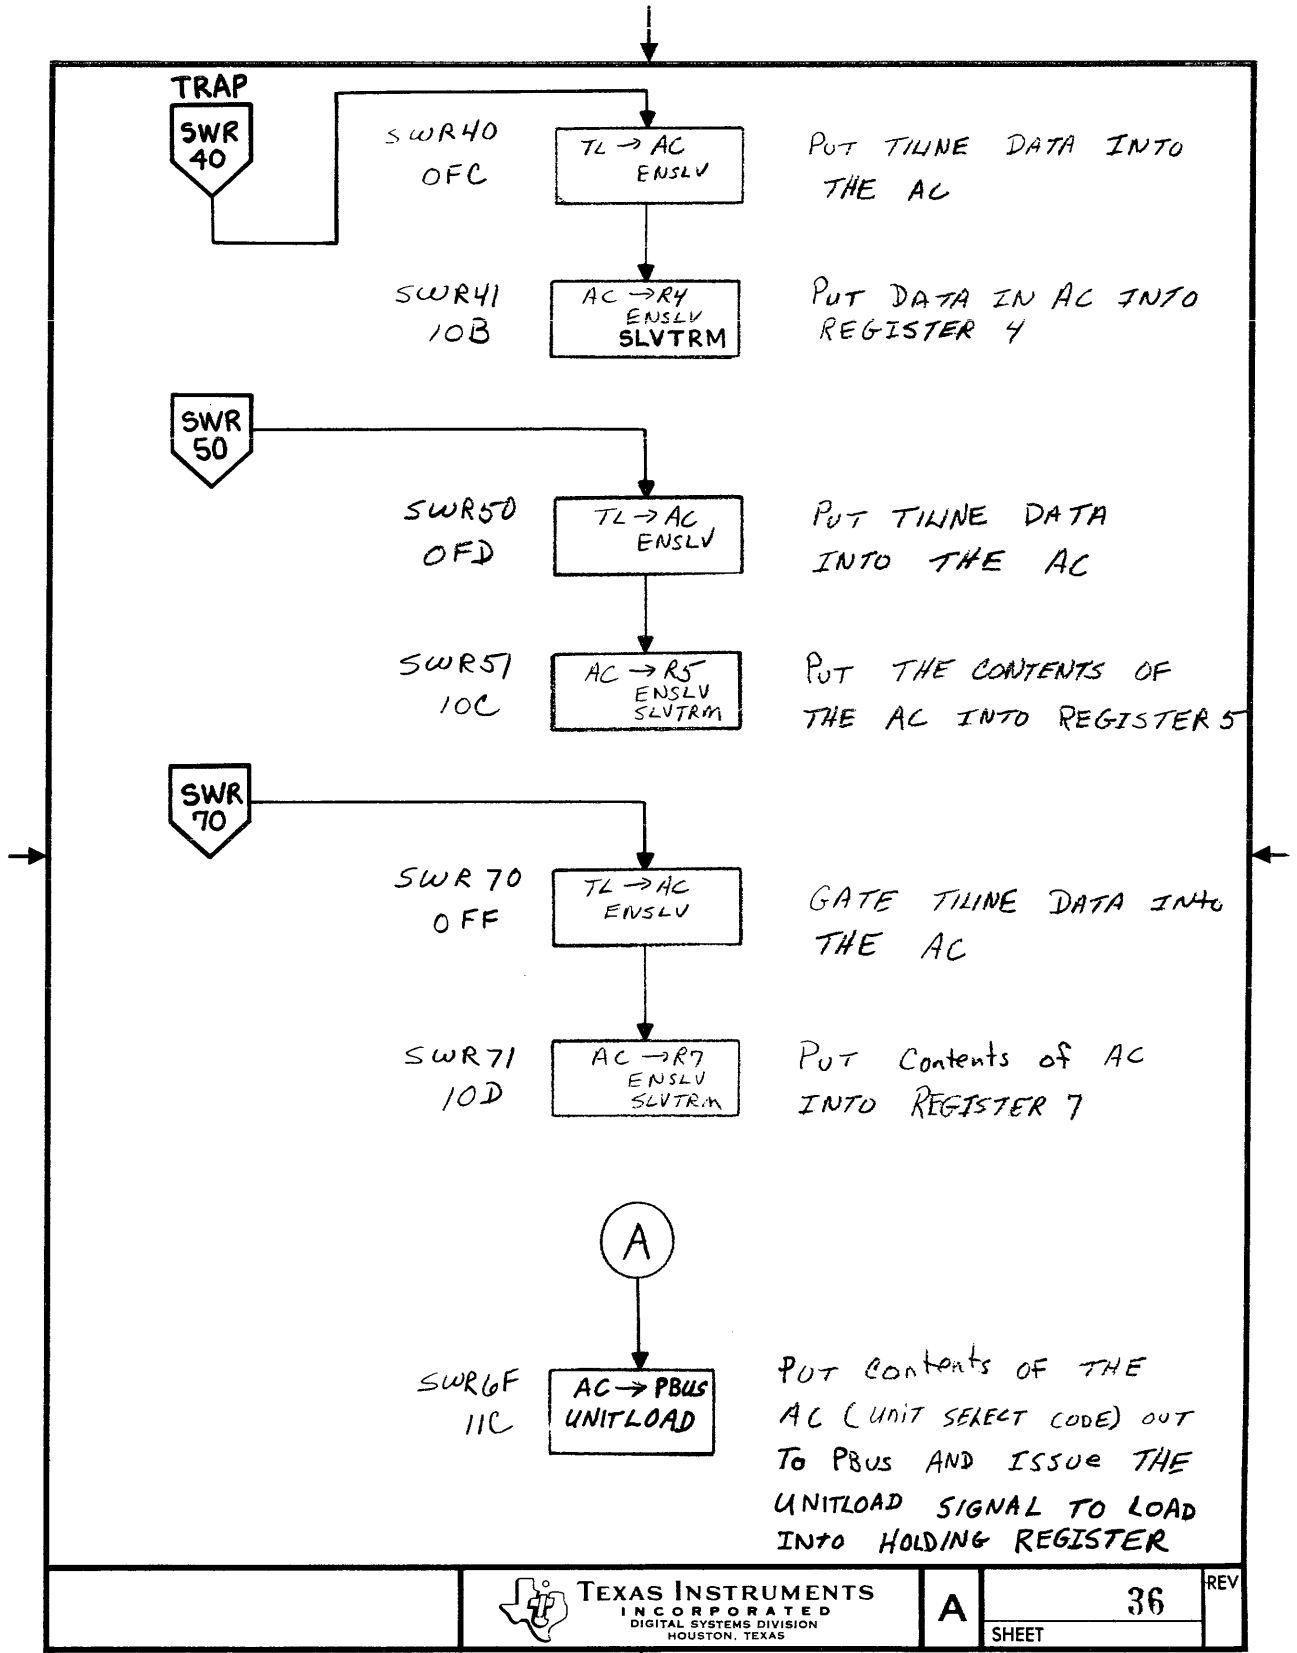 TRAP
SWR
40
SWR40
0FC
TL → AC
ENSLV
PUT TILINE DATA INTO
THE AC
SWR41
10B
AC → R4
ENSLV
SLVTRM
PUT DATA IN AC INTO
REGISTER 4
SWR
50
SWR50
0FD
TL → AC
ENSLV
PUT TILINE DATA
INTO THE AC
SWR51
10C
AC → R5
ENSLV
SLVTRM
PUT THE CONTENTS OF
THE AC INTO REGISTER 5
SWR
70
SWR 70
0FF
TL → AC
ENSLV
GATE TILINE DATA INto
THE AC
SWR71
10D
AC → R7
ENSLV
SLVTRM
PUT Contents of AC
INTO REGISTER 7
A
SWR6F
11C
AC → PBUS
UNITLOAD
PUT Contents OF THE
AC (UNIT SELECT CODE) OUT
To PBUS AND ISSUe THE
UNITLOAD SIGNAL TO LOAD
INto HOLDING REGISTER
TEXAS INSTRUMENTS
INCORPORATED
DIGITAL SYSTEMS DIVISION
HOUSTON, TEXAS
A
36
SHEET
REV